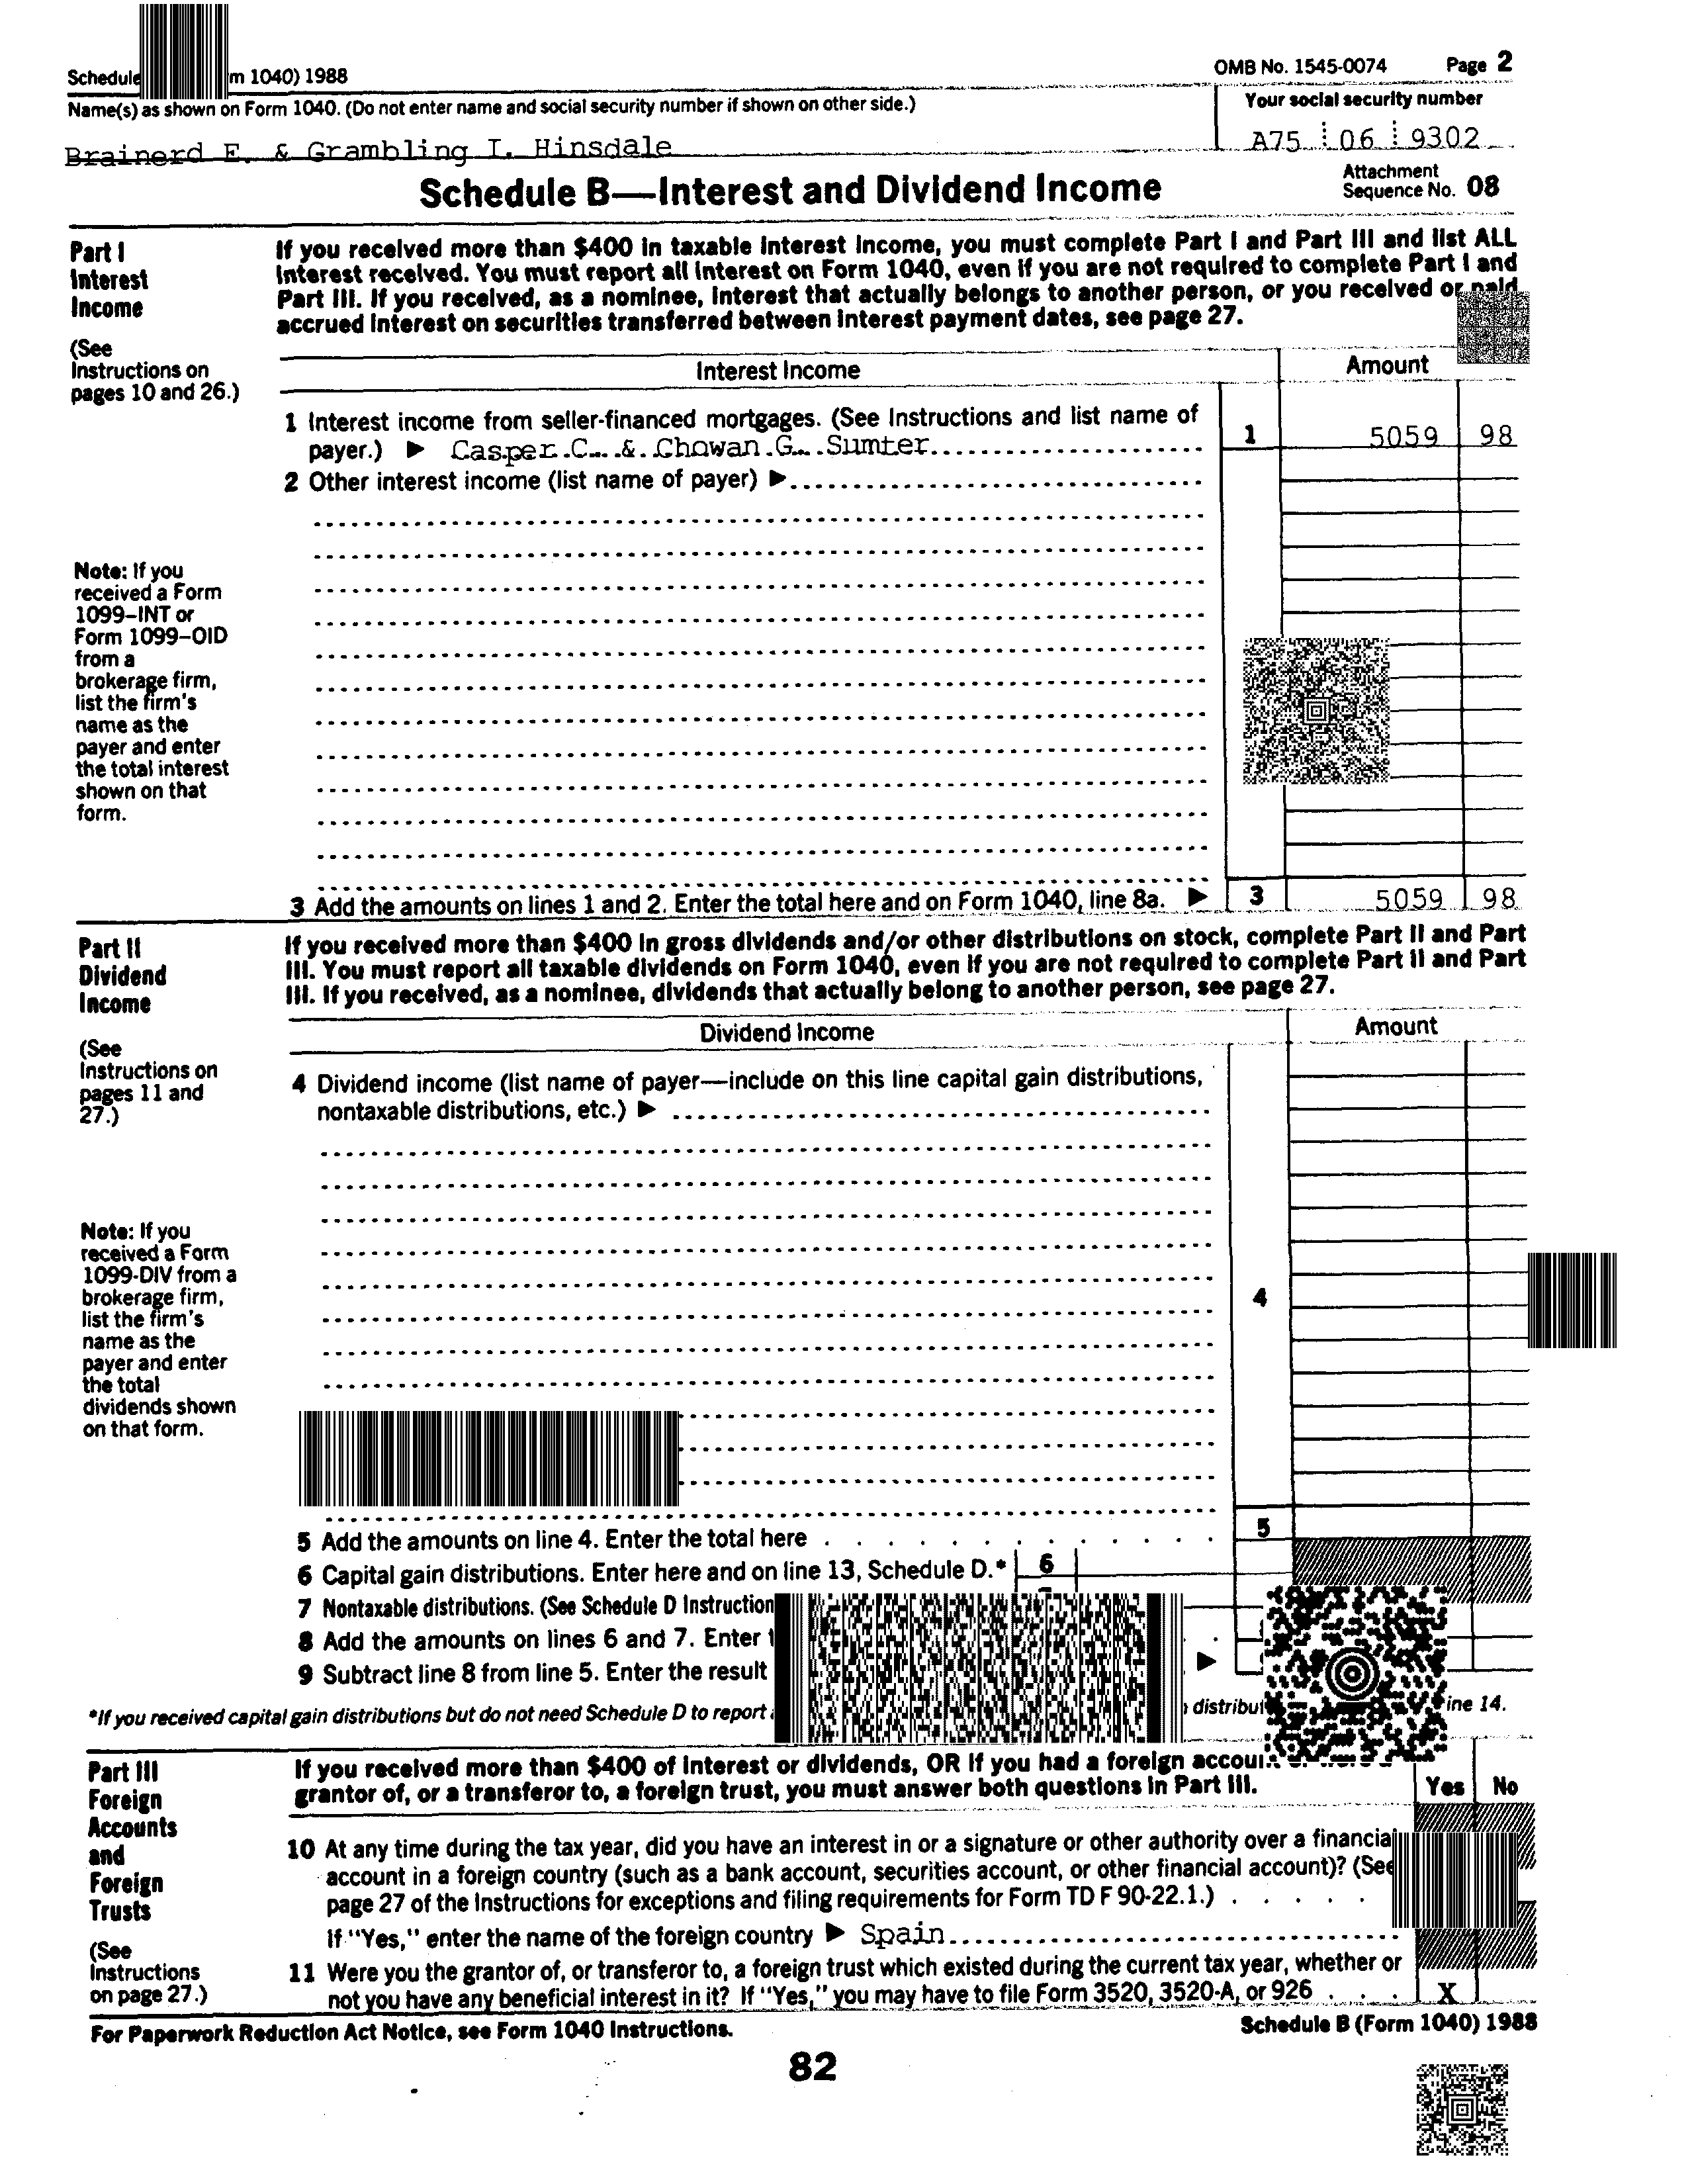 Schedule m 1040) 1988
OMB No. 1545-0074 Page 2
Name(s) as shown on Form 1040. (Do not enter name and social security number if shown on other side.)
Your social security number
Brainerd F. & Grambling I. Hinsdale
A75 06 9302
Schedule B—Interest and Dividend Income
Attachment
Sequence No. 08
Part I
Interest
Income
(See
Instructions on
pages 10 and 26.)
If you received more than $400 in taxable interest income, you must complete Part I and Part III and list ALL
interest received. You must report all interest on Form 1040, even if you are not required to complete Part I and
Part III. If you received, as a nominee, interest that actually belongs to another person, or you received or paid
accrued interest on securities transferred between interest payment dates, see page 27.
Interest Income
Amount
1 Interest income from seller-financed mortgages. (See Instructions and list name of
payer.) ▶ Casper C. & Chowan G. Sumter
1 5059 98
2 Other interest income (list name of payer) ▶
Note: If you
received a Form
1099–INT or
Form 1099–OID
from a
brokerage firm,
list the firm's
name as the
payer and enter
the total interest
shown on that
form.
3 Add the amounts on lines 1 and 2. Enter the total here and on Form 1040, line 8a. ▶ 3 5059 98
Part II
Dividend
Income
(See
Instructions on
pages 11 and
27.)
If you received more than $400 in gross dividends and/or other distributions on stock, complete Part II and Part
III. You must report all taxable dividends on Form 1040, even if you are not required to complete Part II and Part
III. If you received, as a nominee, dividends that actually belong to another person, see page 27.
Dividend Income
Amount
4 Dividend income (list name of payer—include on this line capital gain distributions,
nontaxable distributions, etc.) ▶
Note: If you
received a Form
1099-DIV from a
brokerage firm,
list the firm's
name as the
payer and enter
the total
dividends shown
on that form.
4
5 Add the amounts on line 4. Enter the total here 5
6 Capital gain distributions. Enter here and on line 13, Schedule D.* 6
7 Nontaxable distributions. (See Schedule D Instruction
8 Add the amounts on lines 6 and 7. Enter
9 Subtract line 8 from line 5. Enter the result ▶
*If you received capital gain distributions but do not need Schedule D to report distribu ine 14.
Part III
Foreign
Accounts
and
Foreign
Trusts
(See
Instructions
on page 27.)
If you received more than $400 of interest or dividends, OR if you had a foreign accoun
grantor of, or a transferor to, a foreign trust, you must answer both questions in Part III.
Yes No
10 At any time during the tax year, did you have an interest in or a signature or other authority over a financial
account in a foreign country (such as a bank account, securities account, or other financial account)? (See
page 27 of the Instructions for exceptions and filing requirements for Form TD F 90-22.1.)
If "Yes," enter the name of the foreign country ▶ Spain
11 Were you the grantor of, or transferor to, a foreign trust which existed during the current tax year, whether or
not you have any beneficial interest in it? If "Yes," you may have to file Form 3520, 3520-A, or 926 X
For Paperwork Reduction Act Notice, see Form 1040 Instructions.
Schedule B (Form 1040) 1988
82